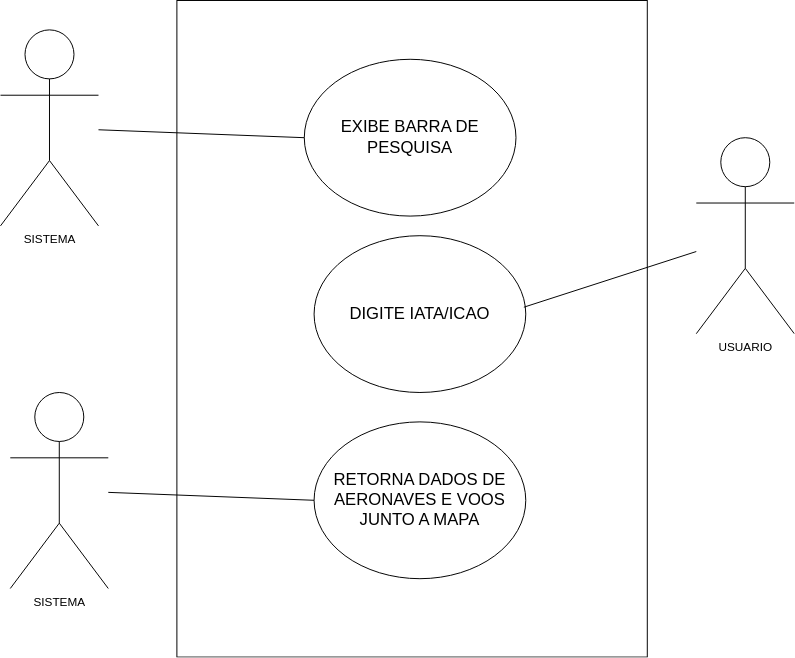 EXIBE BARRA DE
PESQUISA
SISTEMA
DIGITE IATA/ICAO
USUARIO
RETORNA DADOS DE
AERONAVES E VOOS
JUNTO A MAPA
SISTEMA